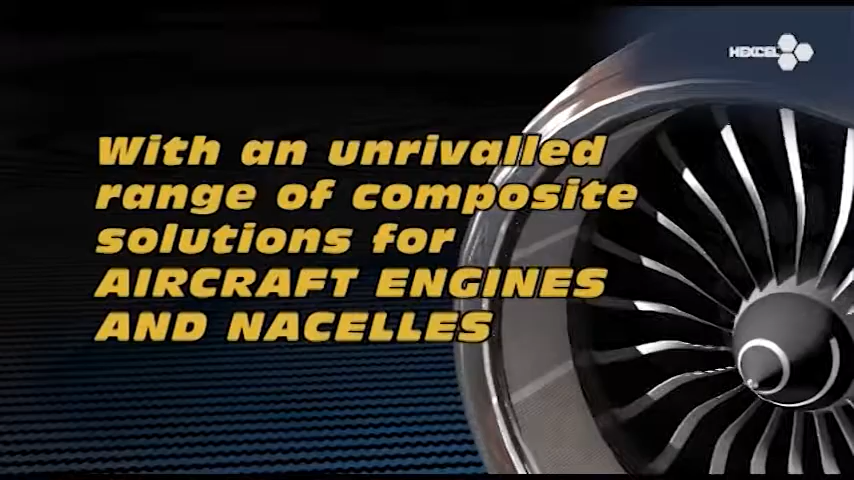 HEXCEL
With an unrivalled
range of composite
solutions for
AIRCRAFT ENGINES
AND NACELLES